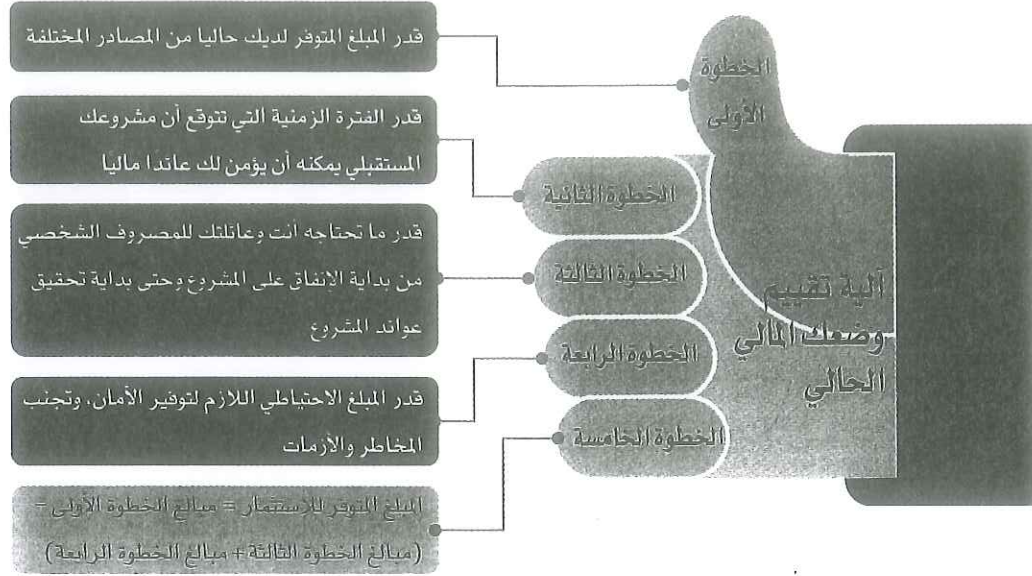 الخطوة
الأولى
قدر المبلغ المتوفر لديك حاليا من المصادر المختلفة
الخطوة الثانية
قدر الفترة الزمنية التي تتوقع أن مشروعك
المستقبلي يمكنه أن يؤمن لك عائدا ماليا
الخطوة الثالثة
قدر ما تحتاجه أنت وعائلتك للمصروف الشخصي
من بداية الانفاق على المشروع وحتى بداية تحقيق
عوائد المشروع
الخطوة الرابعة
قدر المبلغ الاحتياطي اللازم لتوفير الأمان، وتجنب
المخاطر والأزمات
الخطوة الخامسة
المبلغ المتوفر للإستثمار = مبالغ الخطوة الأولى -
(مبالغ الخطوة الثالثة + مبالغ الخطوة الرابعة)
آلية تقييم
وضعك المالي
الحالي